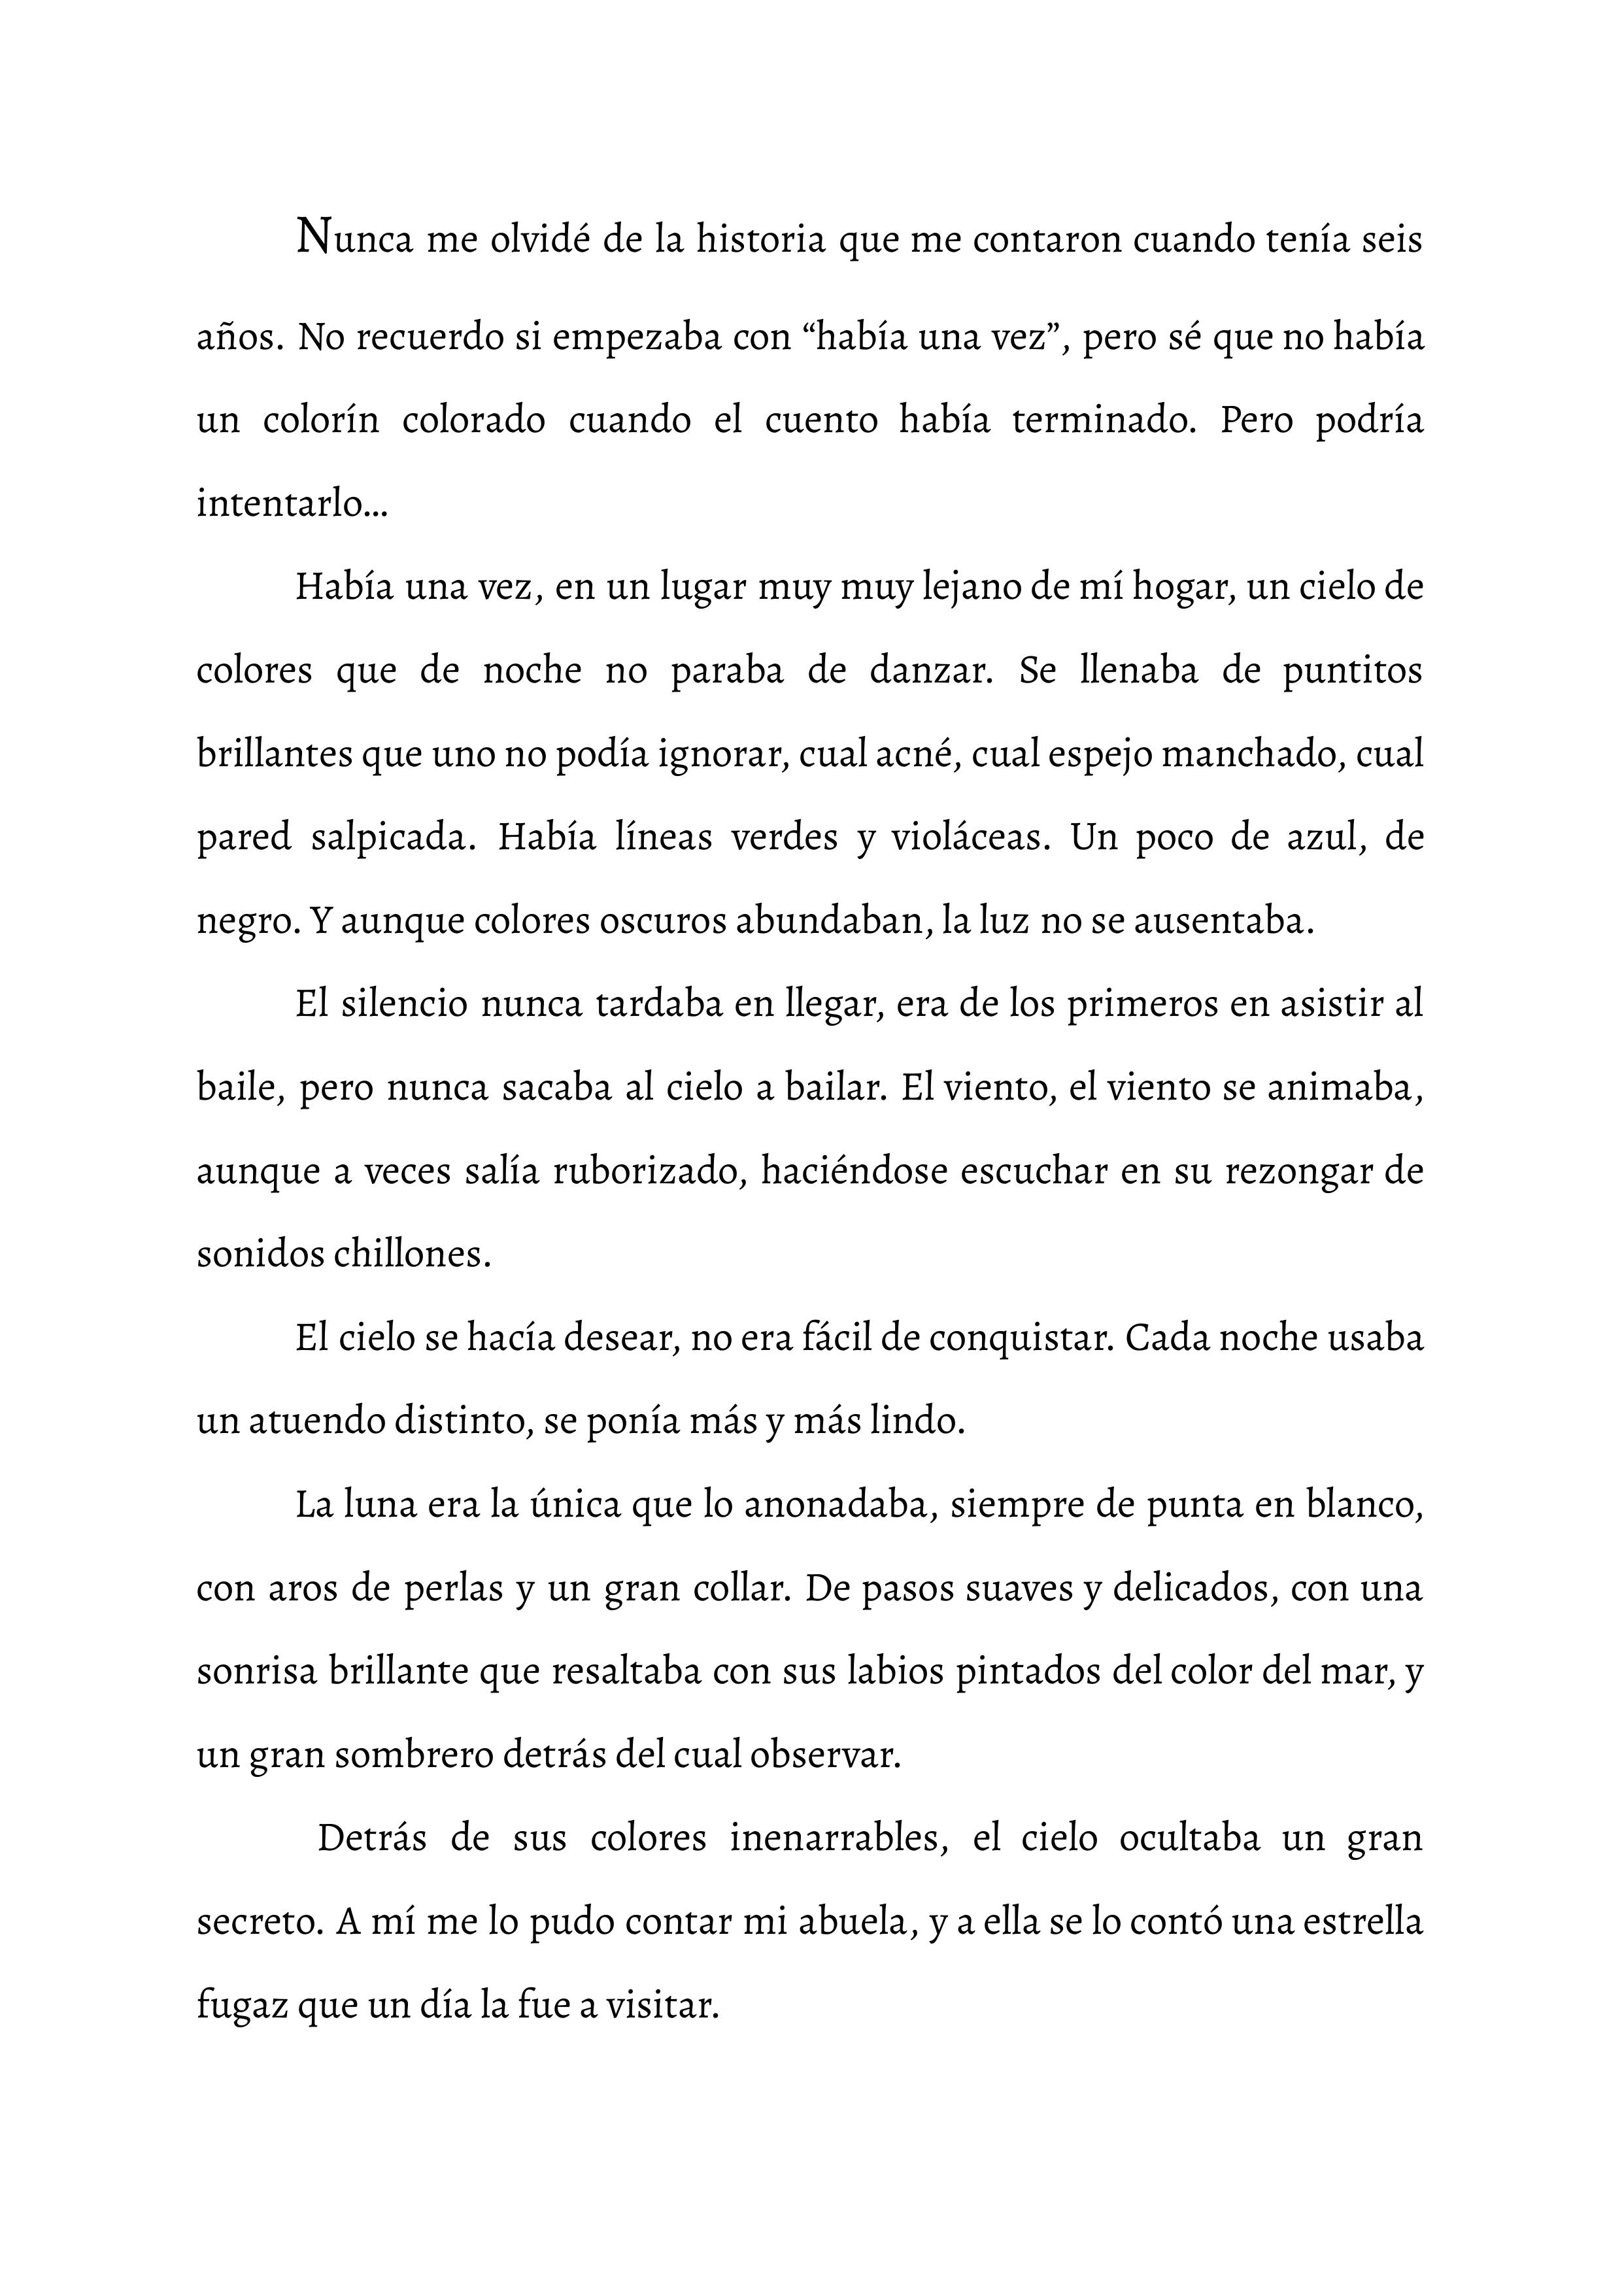 Nunca me olvidé de la historia que me contaron cuando tenía seis
años. No recuerdo si empezaba con “había una vez”, pero sé que no había
un colorín colorado cuando el cuento había terminado. Pero podría
intentarlo...
Había una vez, en un lugar muy muy lejano de mí hogar, un cielo de
colores que de noche no paraba de danzar. Se llenaba de puntitos
brillantes que uno no podía ignorar, cual acné, cual espejo manchado, cual
pared salpicada. Había líneas verdes y violáceas. Un poco de azul, de
negro. Y aunque colores oscuros abundaban, la luz no se ausentaba.
El silencio nunca tardaba en llegar, era de los primeros en asistir al
baile, pero nunca sacaba al cielo a bailar. El viento, el viento se animaba,
aunque a veces salía ruborizado, haciéndose escuchar en su rezongar de
sonidos chillones.
El cielo se hacía desear, no era fácil de conquistar. Cada noche usaba
un atuendo distinto, se ponía más y más lindo.
La luna era la única que lo anonadaba, siempre de punta en blanco,
con aros de perlas y un gran collar. De pasos suaves y delicados, con una
sonrisa brillante que resaltaba con sus labios pintados del color del mar, y
un gran sombrero detrás del cual observar.
Detrás de sus colores inenarrables, el cielo ocultaba un gran
secreto. A mí me lo pudo contar mi abuela, y a ella se lo contó una estrella
fugaz que un día la fue a visitar.